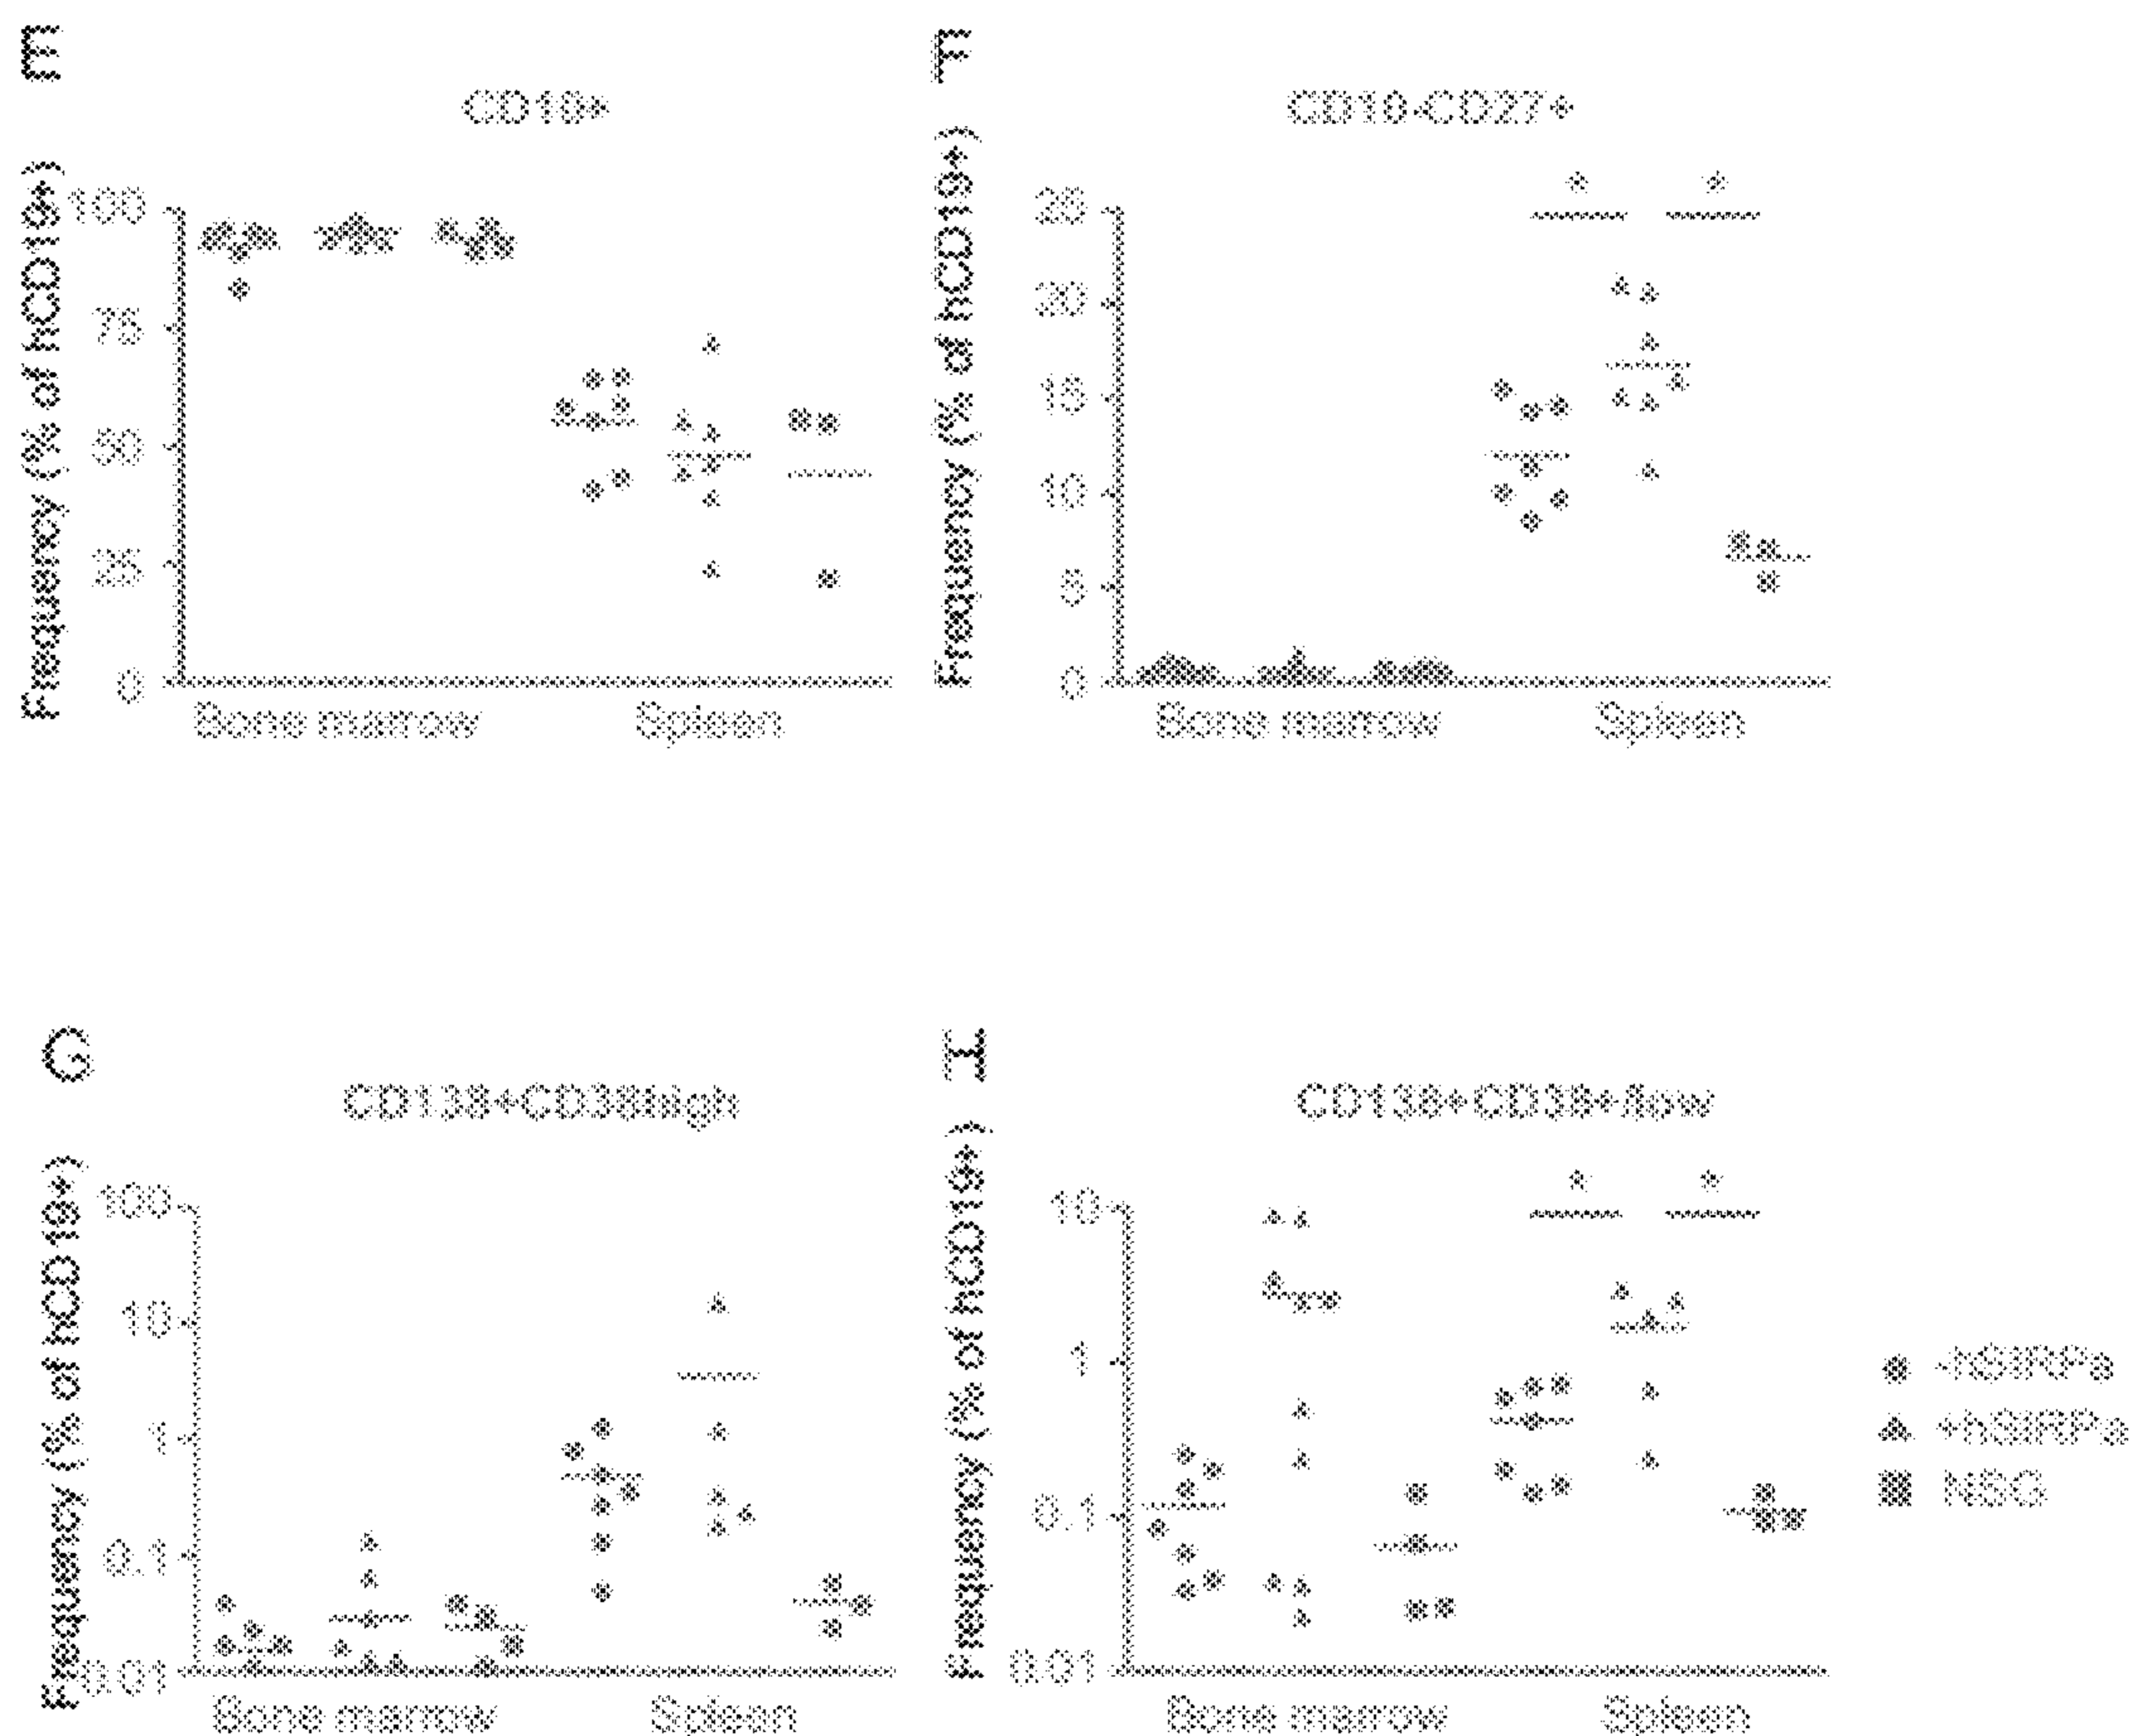 E
CD10+
Frequency (% of hCD19+)
100
75
50
25
0
Bone marrow
Spleen
F
CD10-CD27+
Frequency (% of hCD19+)
25
20
15
10
5
0
Bone marrow
Spleen
*
*
G
CD138+CD38high
Frequency (% of hCD19+)
100
10
1
0.1
0.01
Bone marrow
Spleen
H
CD138+CD38+/low
Frequency (% of hCD19+)
10
1
0.1
0.01
Bone marrow
Spleen
*
*
-hSIRPa
+hSIRPa
NSG